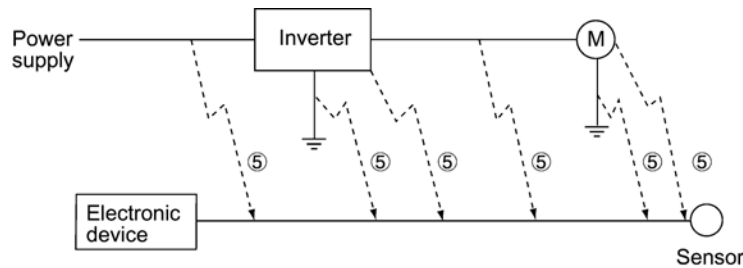 Power
supply
Inverter
M
⑤ ⑤ ⑤ ⑤ ⑤ ⑤
Electronic
device
Sensor